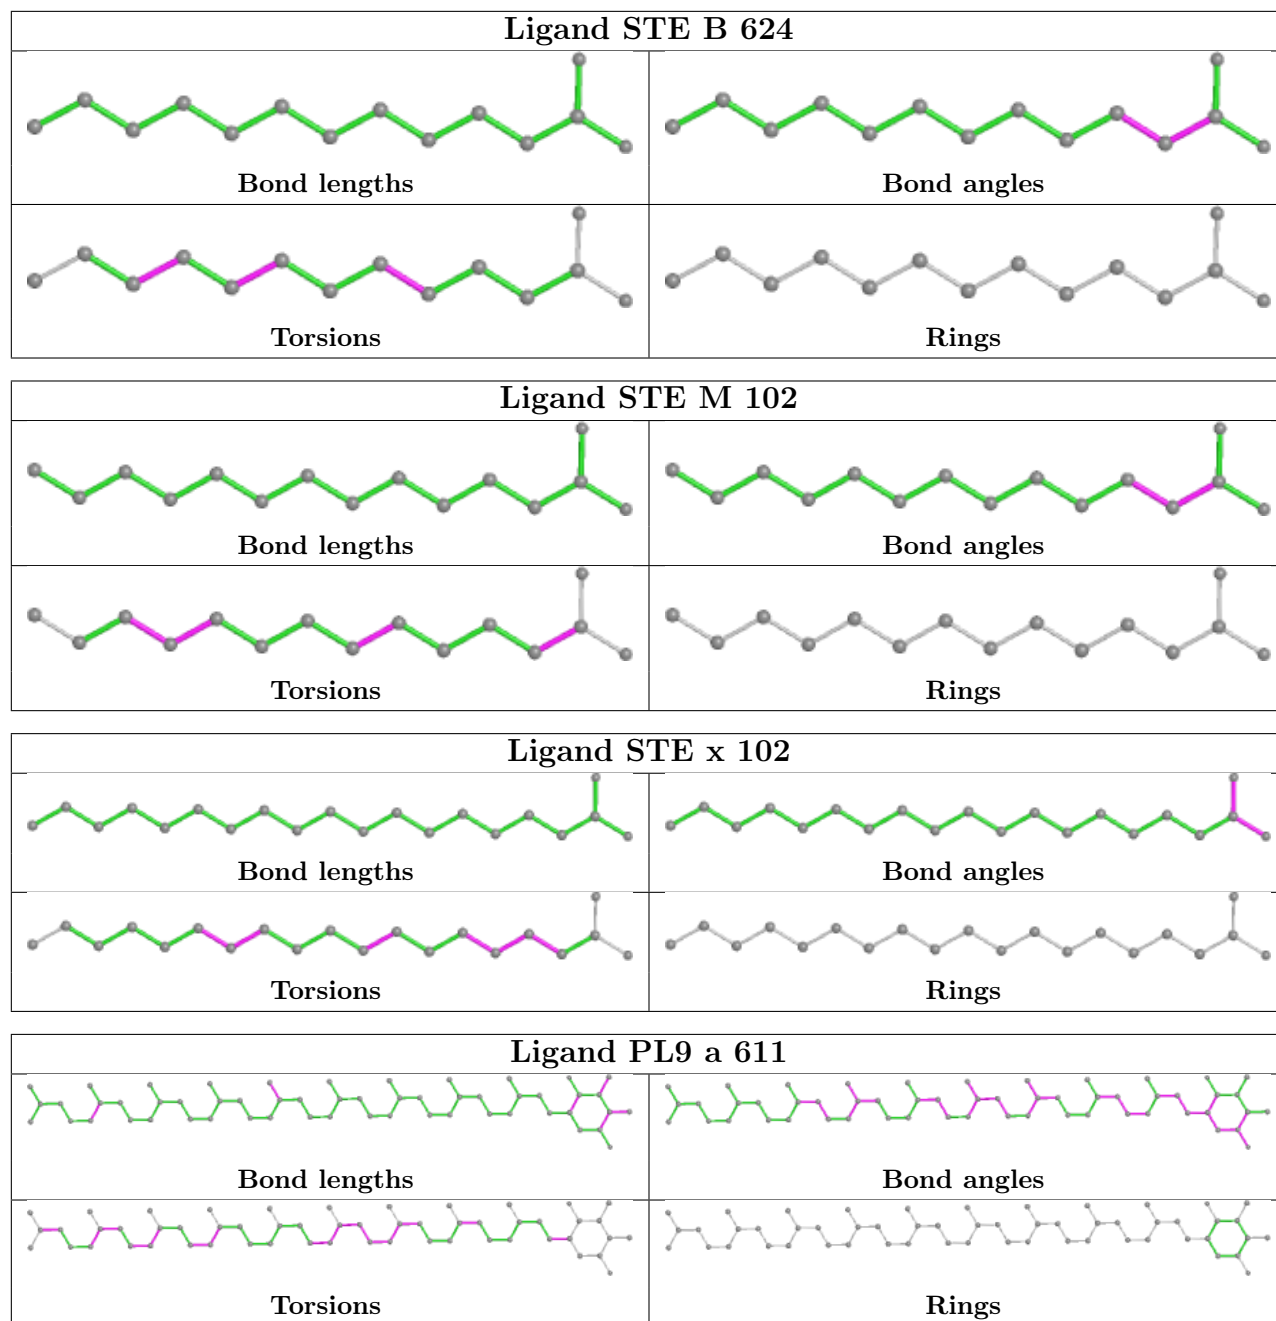 Ligand STE B 624
Bond lengths
Bond angles
Torsions
Rings
Ligand STE M 102
Bond lengths
Bond angles
Torsions
Rings
Ligand STE x 102
Bond lengths
Bond angles
Torsions
Rings
Ligand PL9 a 611
Bond lengths
Bond angles
Torsions
Rings